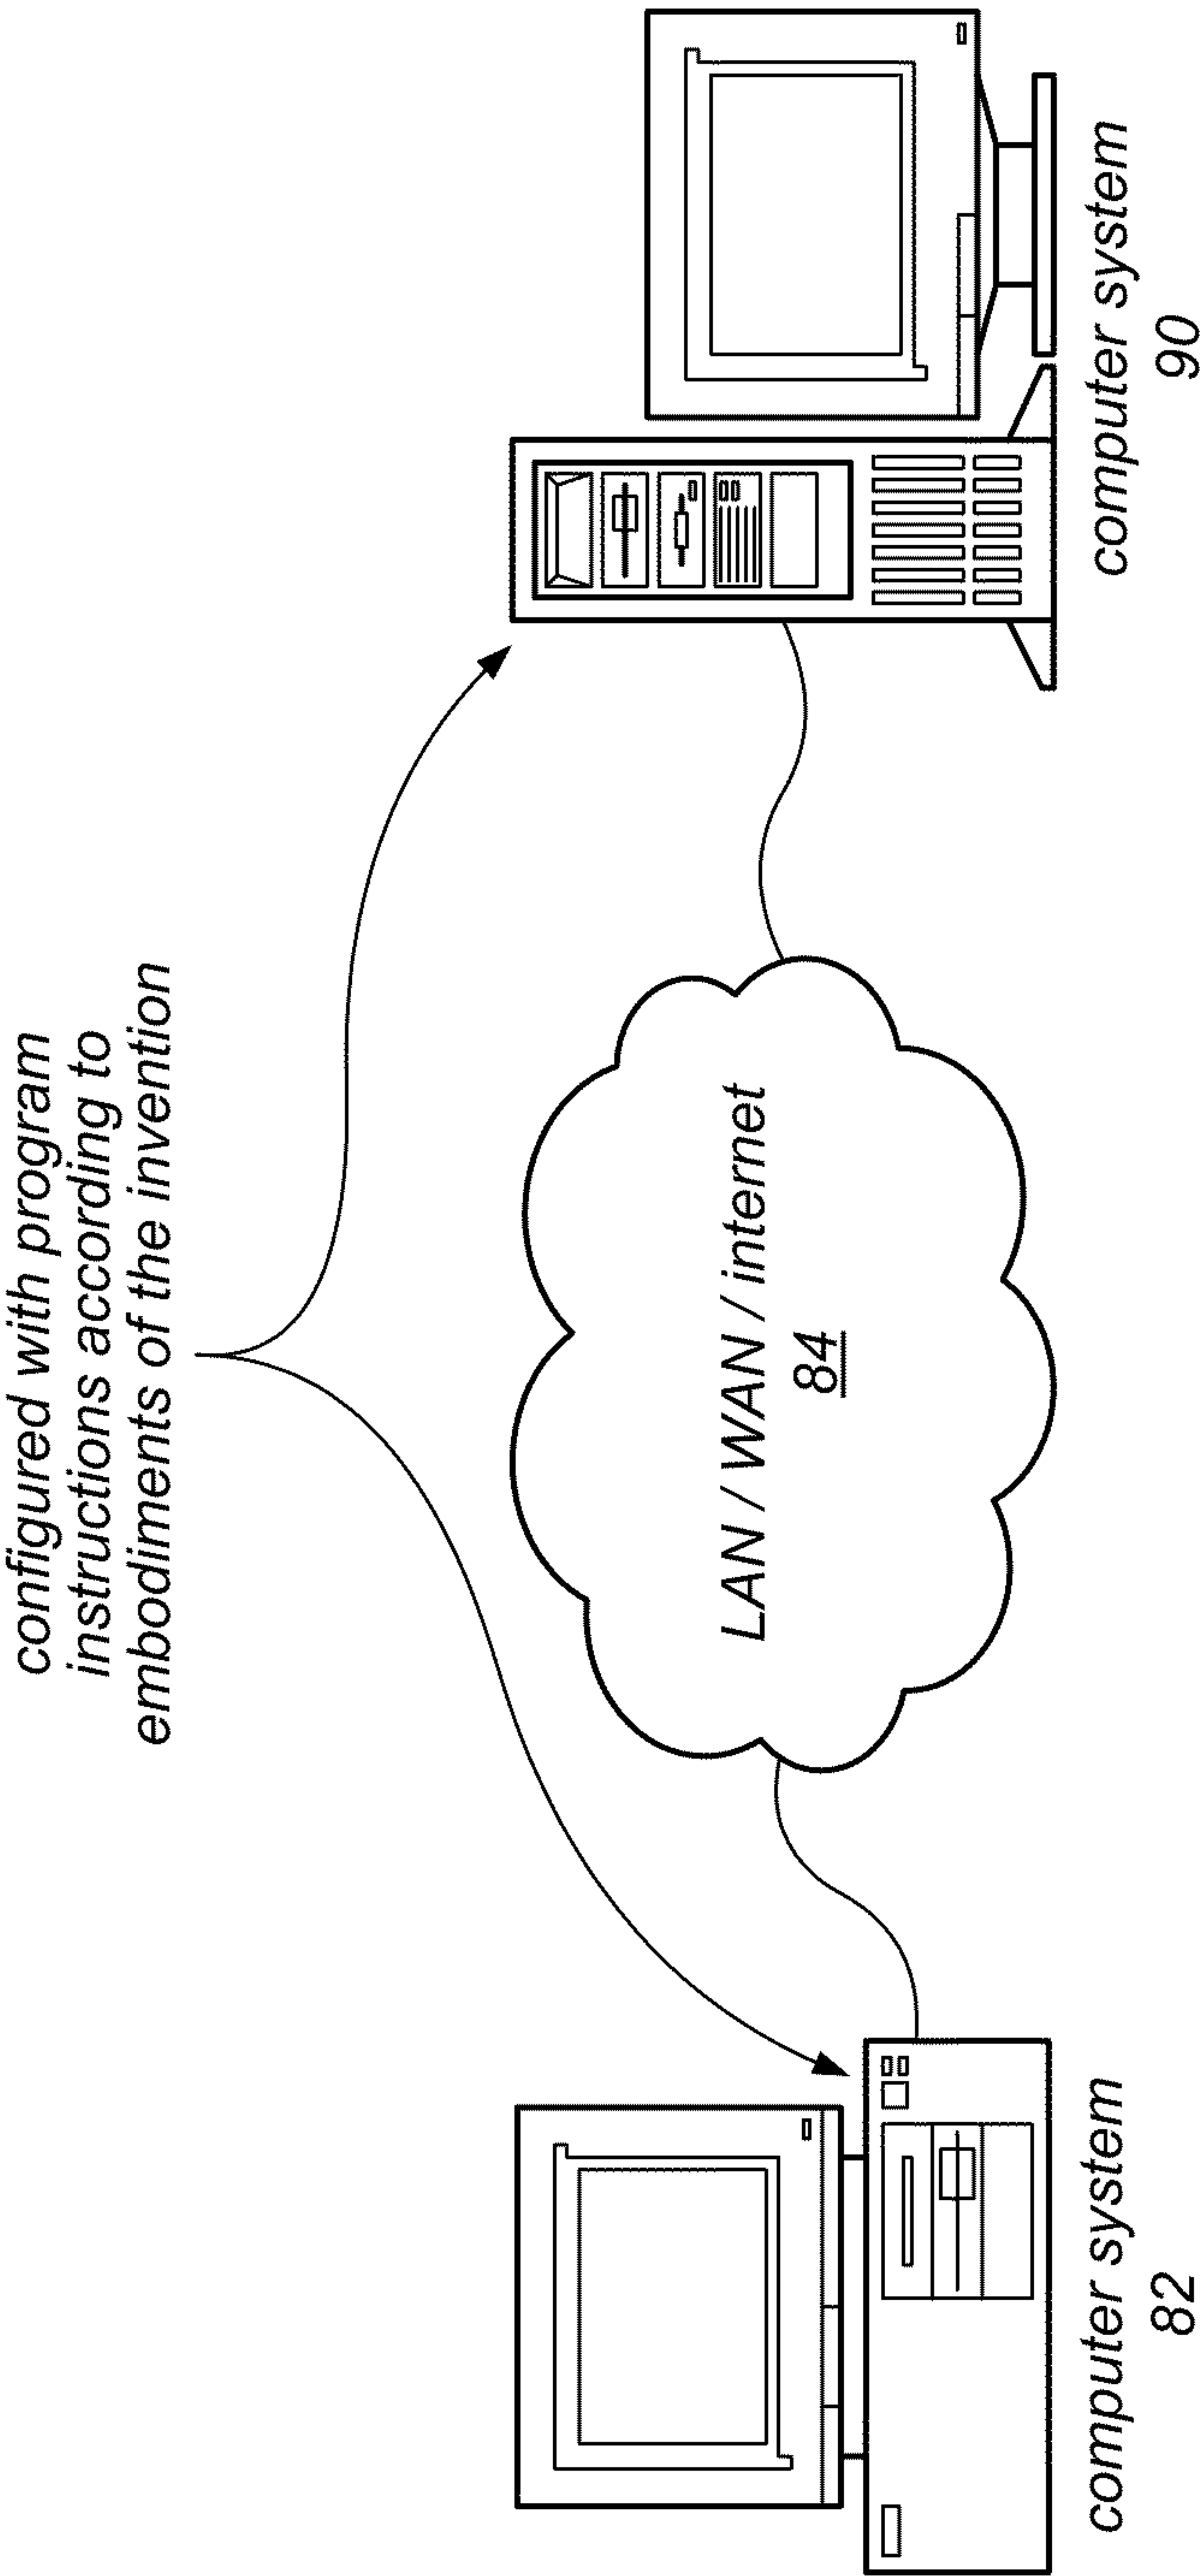 configured with program
instructions according to
embodiments of the invention
LAN / WAN / internet
84
computer system
82
computer system
90